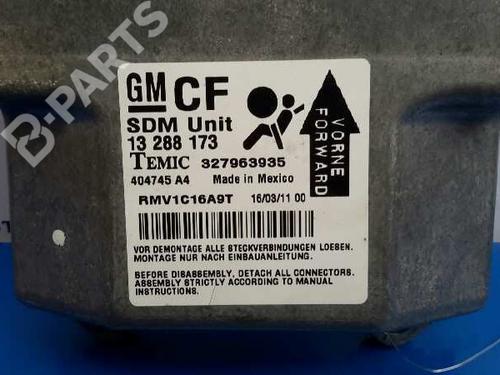 B-PARTS
GM CF
SDM Unit
13 288 173
TEMIC 327963935
404745 A4 Made in Mexico
RMV1C16A9T 16/03/11 00
VORNE
FORWARD
VOR DEMONTAGE ALLE STECKVERBINDUNGEN LOESEN.
MONTAGE NUR NACH EINBAUANLEITUNG.
BEFORE DISASSEMBLY, DETACH ALL CONNECTORS.
ASSEMBLY STRICTLY ACCORDING TO MANUAL
INSTRUCTIONS.